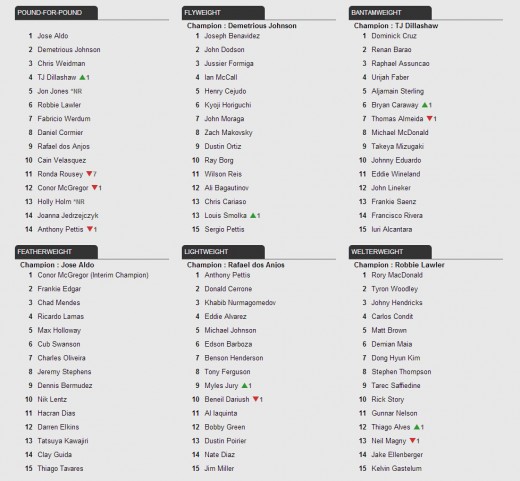 POUND-FOR-POUND
1 Jose Aldo
2 Demetrious Johnson
3 Chris Weidman
4 TJ Dillashaw ▲1
5 Jon Jones *NR
6 Robbie Lawler
7 Fabricio Werdum
8 Daniel Cormier
9 Rafael dos Anjos
10 Cain Velasquez
11 Ronda Rousey ▼7
12 Conor McGregor ▼1
13 Holly Holm *NR
14 Joanna Jedrzejczyk
14 Anthony Pettis ▼1
FLYWEIGHT
Champion : Demetrious Johnson
1 Joseph Benavidez
2 John Dodson
3 Jussier Formiga
4 Ian McCall
5 Henry Cejudo
6 Kyoji Horiguchi
7 John Moraga
8 Zach Makovsky
9 Dustin Ortiz
10 Ray Borg
11 Wilson Reis
12 Ali Bagautinov
13 Chris Cariaso
13 Louis Smolka ▲1
15 Sergio Pettis
BANTAMWEIGHT
Champion : TJ Dillashaw
1 Dominick Cruz
2 Renan Barao
3 Raphael Assuncao
4 Urijah Faber
5 Aljamain Sterling
6 Bryan Caraway ▲1
7 Thomas Almeida ▼1
8 Michael McDonald
9 Takeya Mizugaki
10 Johnny Eduardo
11 Eddie Wineland
12 John Lineker
13 Frankie Saenz
14 Francisco Rivera
15 Iuri Alcantara
FEATHERWEIGHT
Champion : Jose Aldo
1 Conor McGregor (Interim Champion)
2 Frankie Edgar
3 Chad Mendes
4 Ricardo Lamas
5 Max Holloway
6 Cub Swanson
7 Charles Oliveira
8 Jeremy Stephens
9 Dennis Bermudez
10 Nik Lentz
11 Hacran Dias
12 Darren Elkins
13 Tatsuya Kawajiri
14 Clay Guida
15 Thiago Tavares
LIGHTWEIGHT
Champion : Rafael dos Anjos
1 Anthony Pettis
2 Donald Cerrone
3 Khabib Nurmagomedov
4 Eddie Alvarez
5 Michael Johnson
6 Edson Barboza
7 Benson Henderson
8 Tony Ferguson
9 Myles Jury ▲1
10 Beneil Dariush ▼1
11 Al Iaquinta
12 Bobby Green
13 Dustin Poirier
14 Nate Diaz
15 Jim Miller
WELTERWEIGHT
Champion : Robbie Lawler
1 Rory MacDonald
2 Tyron Woodley
3 Johny Hendricks
4 Carlos Condit
5 Matt Brown
6 Demian Maia
7 Dong Hyun Kim
8 Stephen Thompson
9 Tarec Saffiedine
10 Rick Story
11 Gunnar Nelson
12 Thiago Alves ▲1
13 Neil Magny ▼1
14 Jake Ellenberger
15 Kelvin Gastelum